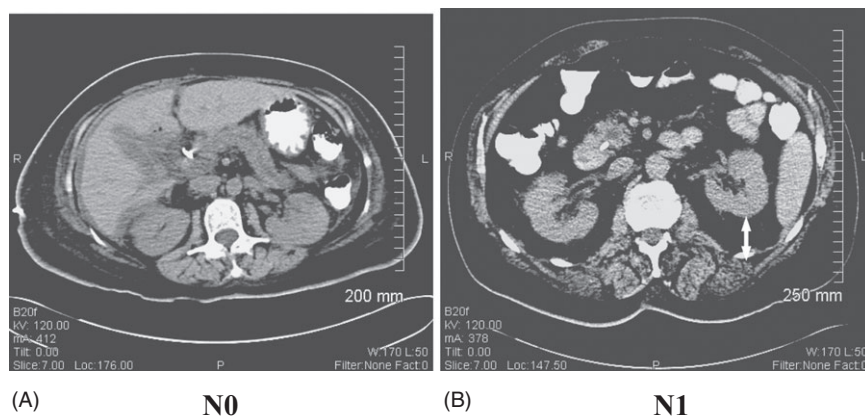 R
L
200 mm
B20f
kV: 120.00
mA: 412
Tilt: 0.00
Slice:7.00 Loc:176.00
P
W:170 L:50
Filter:None Fact:0
R
L
250 mm
B20f
kV: 120.00
mA: 378
Tilt: 0.00
Slice:7.00 Loc:147.50
P
W:170 L:50
Filter:None Fact:0
(A)
N0
(B)
N1